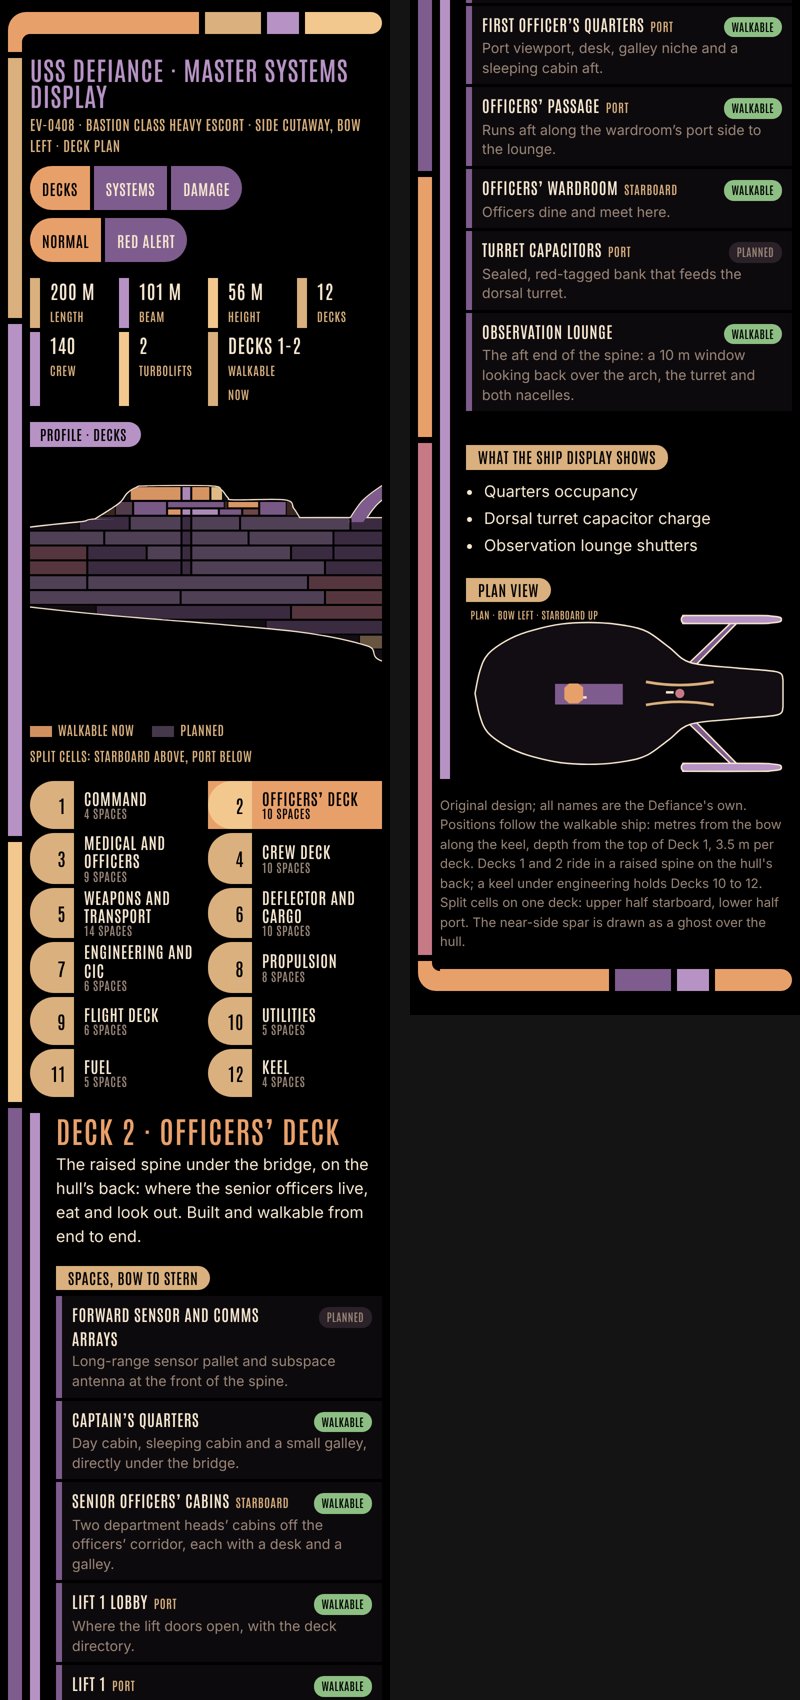 USS DEFIANCE · MASTER SYSTEMS
DISPLAY
EV-0408 · BASTION CLASS HEAVY ESCORT · SIDE CUTAWAY, BOW
LEFT · DECK PLAN
DECKS SYSTEMS DAMAGE
NORMAL RED ALERT
200 M 101 M 56 M 12
LENGTH BEAM HEIGHT DECKS
140 2 DECKS 1-2
CREW TURBOLIFTS WALKABLE
NOW
PROFILE · DECKS
WALKABLE NOW PLANNED
SPLIT CELLS: STARBOARD ABOVE, PORT BELOW
1 COMMAND
4 SPACES
2 OFFICERS’ DECK
10 SPACES
3 MEDICAL AND
OFFICERS
9 SPACES
4 CREW DECK
10 SPACES
5 WEAPONS AND
TRANSPORT
14 SPACES
6 DEFLECTOR AND
CARGO
10 SPACES
7 ENGINEERING AND
CIC
6 SPACES
8 PROPULSION
8 SPACES
9 FLIGHT DECK
6 SPACES
10 UTILITIES
5 SPACES
11 FUEL
5 SPACES
12 KEEL
4 SPACES
DECK 2 · OFFICERS’ DECK
The raised spine under the bridge, on the
hull’s back: where the senior officers live,
eat and look out. Built and walkable from
end to end.
SPACES, BOW TO STERN
FORWARD SENSOR AND COMMS PLANNED
ARRAYS
Long-range sensor pallet and subspace
antenna at the front of the spine.
CAPTAIN’S QUARTERS WALKABLE
Day cabin, sleeping cabin and a small galley,
directly under the bridge.
SENIOR OFFICERS’ CABINS STARBOARD WALKABLE
Two department heads’ cabins off the
officers’ corridor, each with a desk and a
galley.
LIFT 1 LOBBY PORT WALKABLE
Where the lift doors open, with the deck
directory.
LIFT 1 PORT WALKABLE
FIRST OFFICER’S QUARTERS PORT WALKABLE
Port viewport, desk, galley niche and a
sleeping cabin aft.
OFFICERS’ PASSAGE PORT WALKABLE
Runs aft along the wardroom’s port side to
the lounge.
OFFICERS’ WARDROOM STARBOARD WALKABLE
Officers dine and meet here.
TURRET CAPACITORS PORT PLANNED
Sealed, red-tagged bank that feeds the
dorsal turret.
OBSERVATION LOUNGE WALKABLE
The aft end of the spine: a 10 m window
looking back over the arch, the turret and
both nacelles.
WHAT THE SHIP DISPLAY SHOWS
• Quarters occupancy
• Dorsal turret capacitor charge
• Observation lounge shutters
PLAN VIEW
PLAN · BOW LEFT · STARBOARD UP
Original design; all names are the Defiance's own.
Positions follow the walkable ship: metres from the bow
along the keel, depth from the top of Deck 1, 3.5 m per
deck. Decks 1 and 2 ride in a raised spine on the hull's
back; a keel under engineering holds Decks 10 to 12.
Split cells on one deck: upper half starboard, lower half
port. The near-side spar is drawn as a ghost over the
hull.